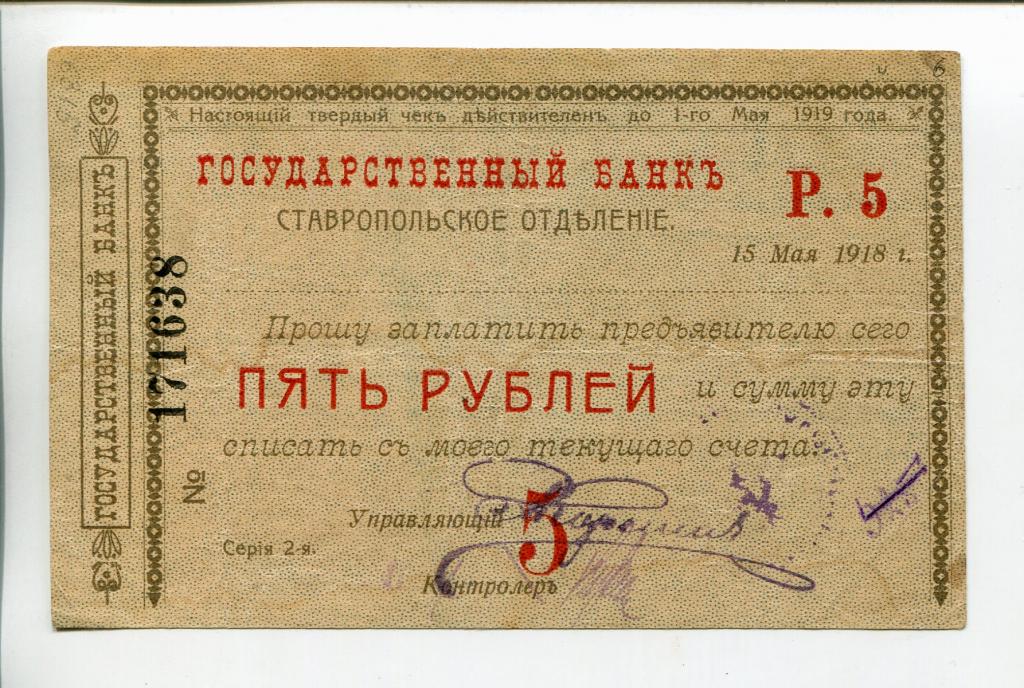 6
Настоящій твердый чекъ дѣйствителенъ до 1-го Мая 1919 года.
ГОСУДАРСТВЕННЫЙ БАНКЪ
Р. 5
СТАВРОПОЛЬСКОЕ ОТДѢЛЕНІЕ.
15 Мая 1918 г.
ГОСУДАРСТВЕННЫЙ БАНКЪ
№ 171638
Прошу заплатить предъявителю сего
ПЯТЬ РУБЛЕЙ и сумму эту
списать съ моего текущаго счета.
Управляющій
5
Серія 2-я.
Контролеръ